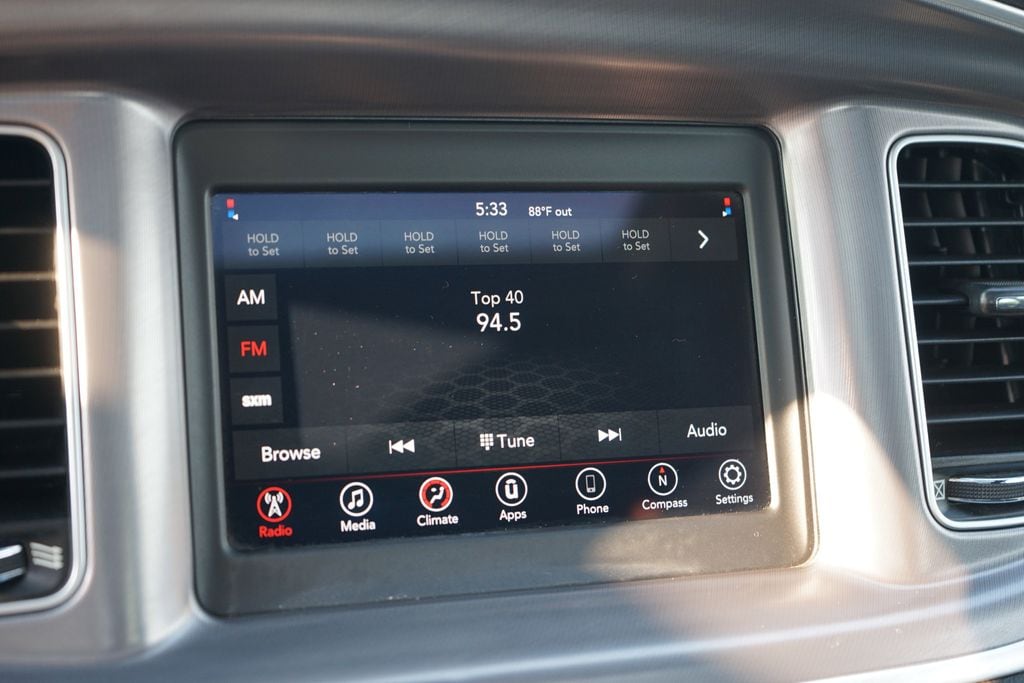 5:33 88°F out
HOLD to Set HOLD to Set HOLD to Set HOLD to Set HOLD to Set HOLD to Set
AM
Top 40
94.5
FM
sxm
Browse Tune Audio
Radio Media Climate Apps Phone N Compass Settings